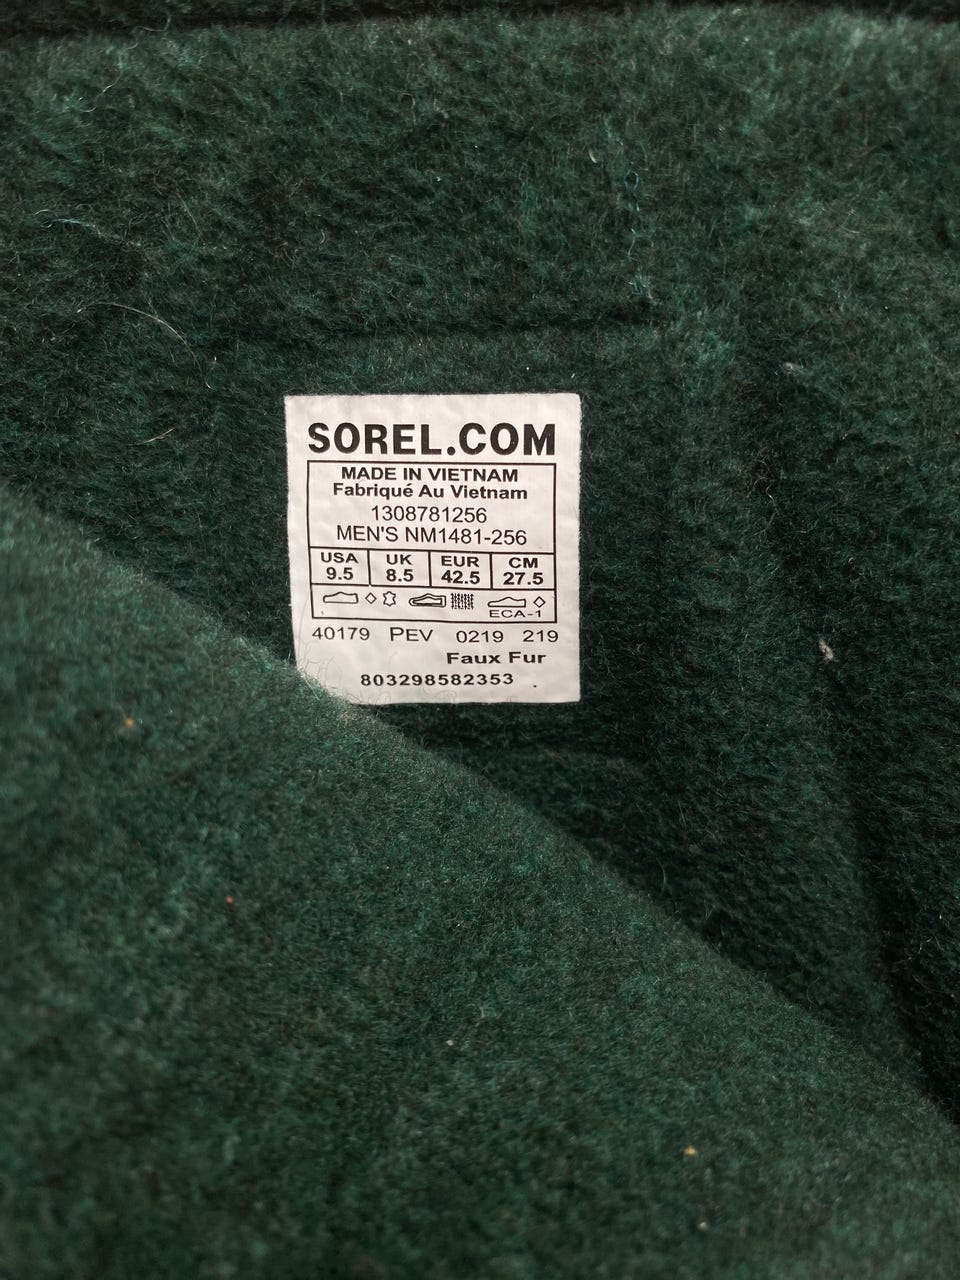 SOREL.COM
MADE IN VIETNAM
Fabriqué Au Vietnam
1308781256
MEN'S NM1481-256
USA UK EUR CM
9.5 8.5 42.5 27.5
ECA-1
40179 PEV 0219 219
Faux Fur
803298582353 .